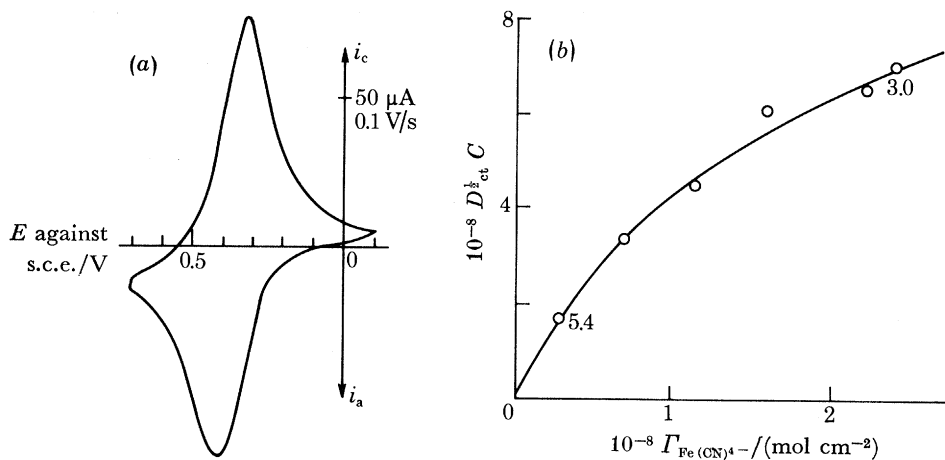 (a)
i_c
50 μA
0.1 V/s
E against
s.c.e./V
0.5
0
i_a
(b)
8
4
0
1
2
3.0
5.4
10⁻⁸ D^½_ct C
10⁻⁸ Γ_Fe(CN)⁴⁻/(mol cm⁻²)